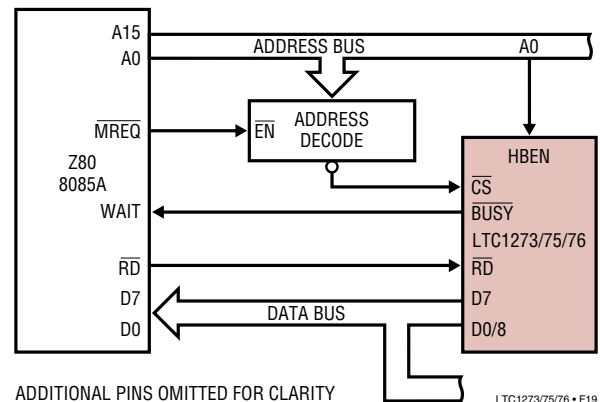 A15
A0
ADDRESS BUS
A0
MREQ
EN
ADDRESS
DECODE
HBEN
Z80
8085A
CS
WAIT
BUSY
LTC1273/75/76
RD
RD
D7
D7
DATA BUS
D0
D0/8
ADDITIONAL PINS OMITTED FOR CLARITY
LTC1273/75/76 • F19